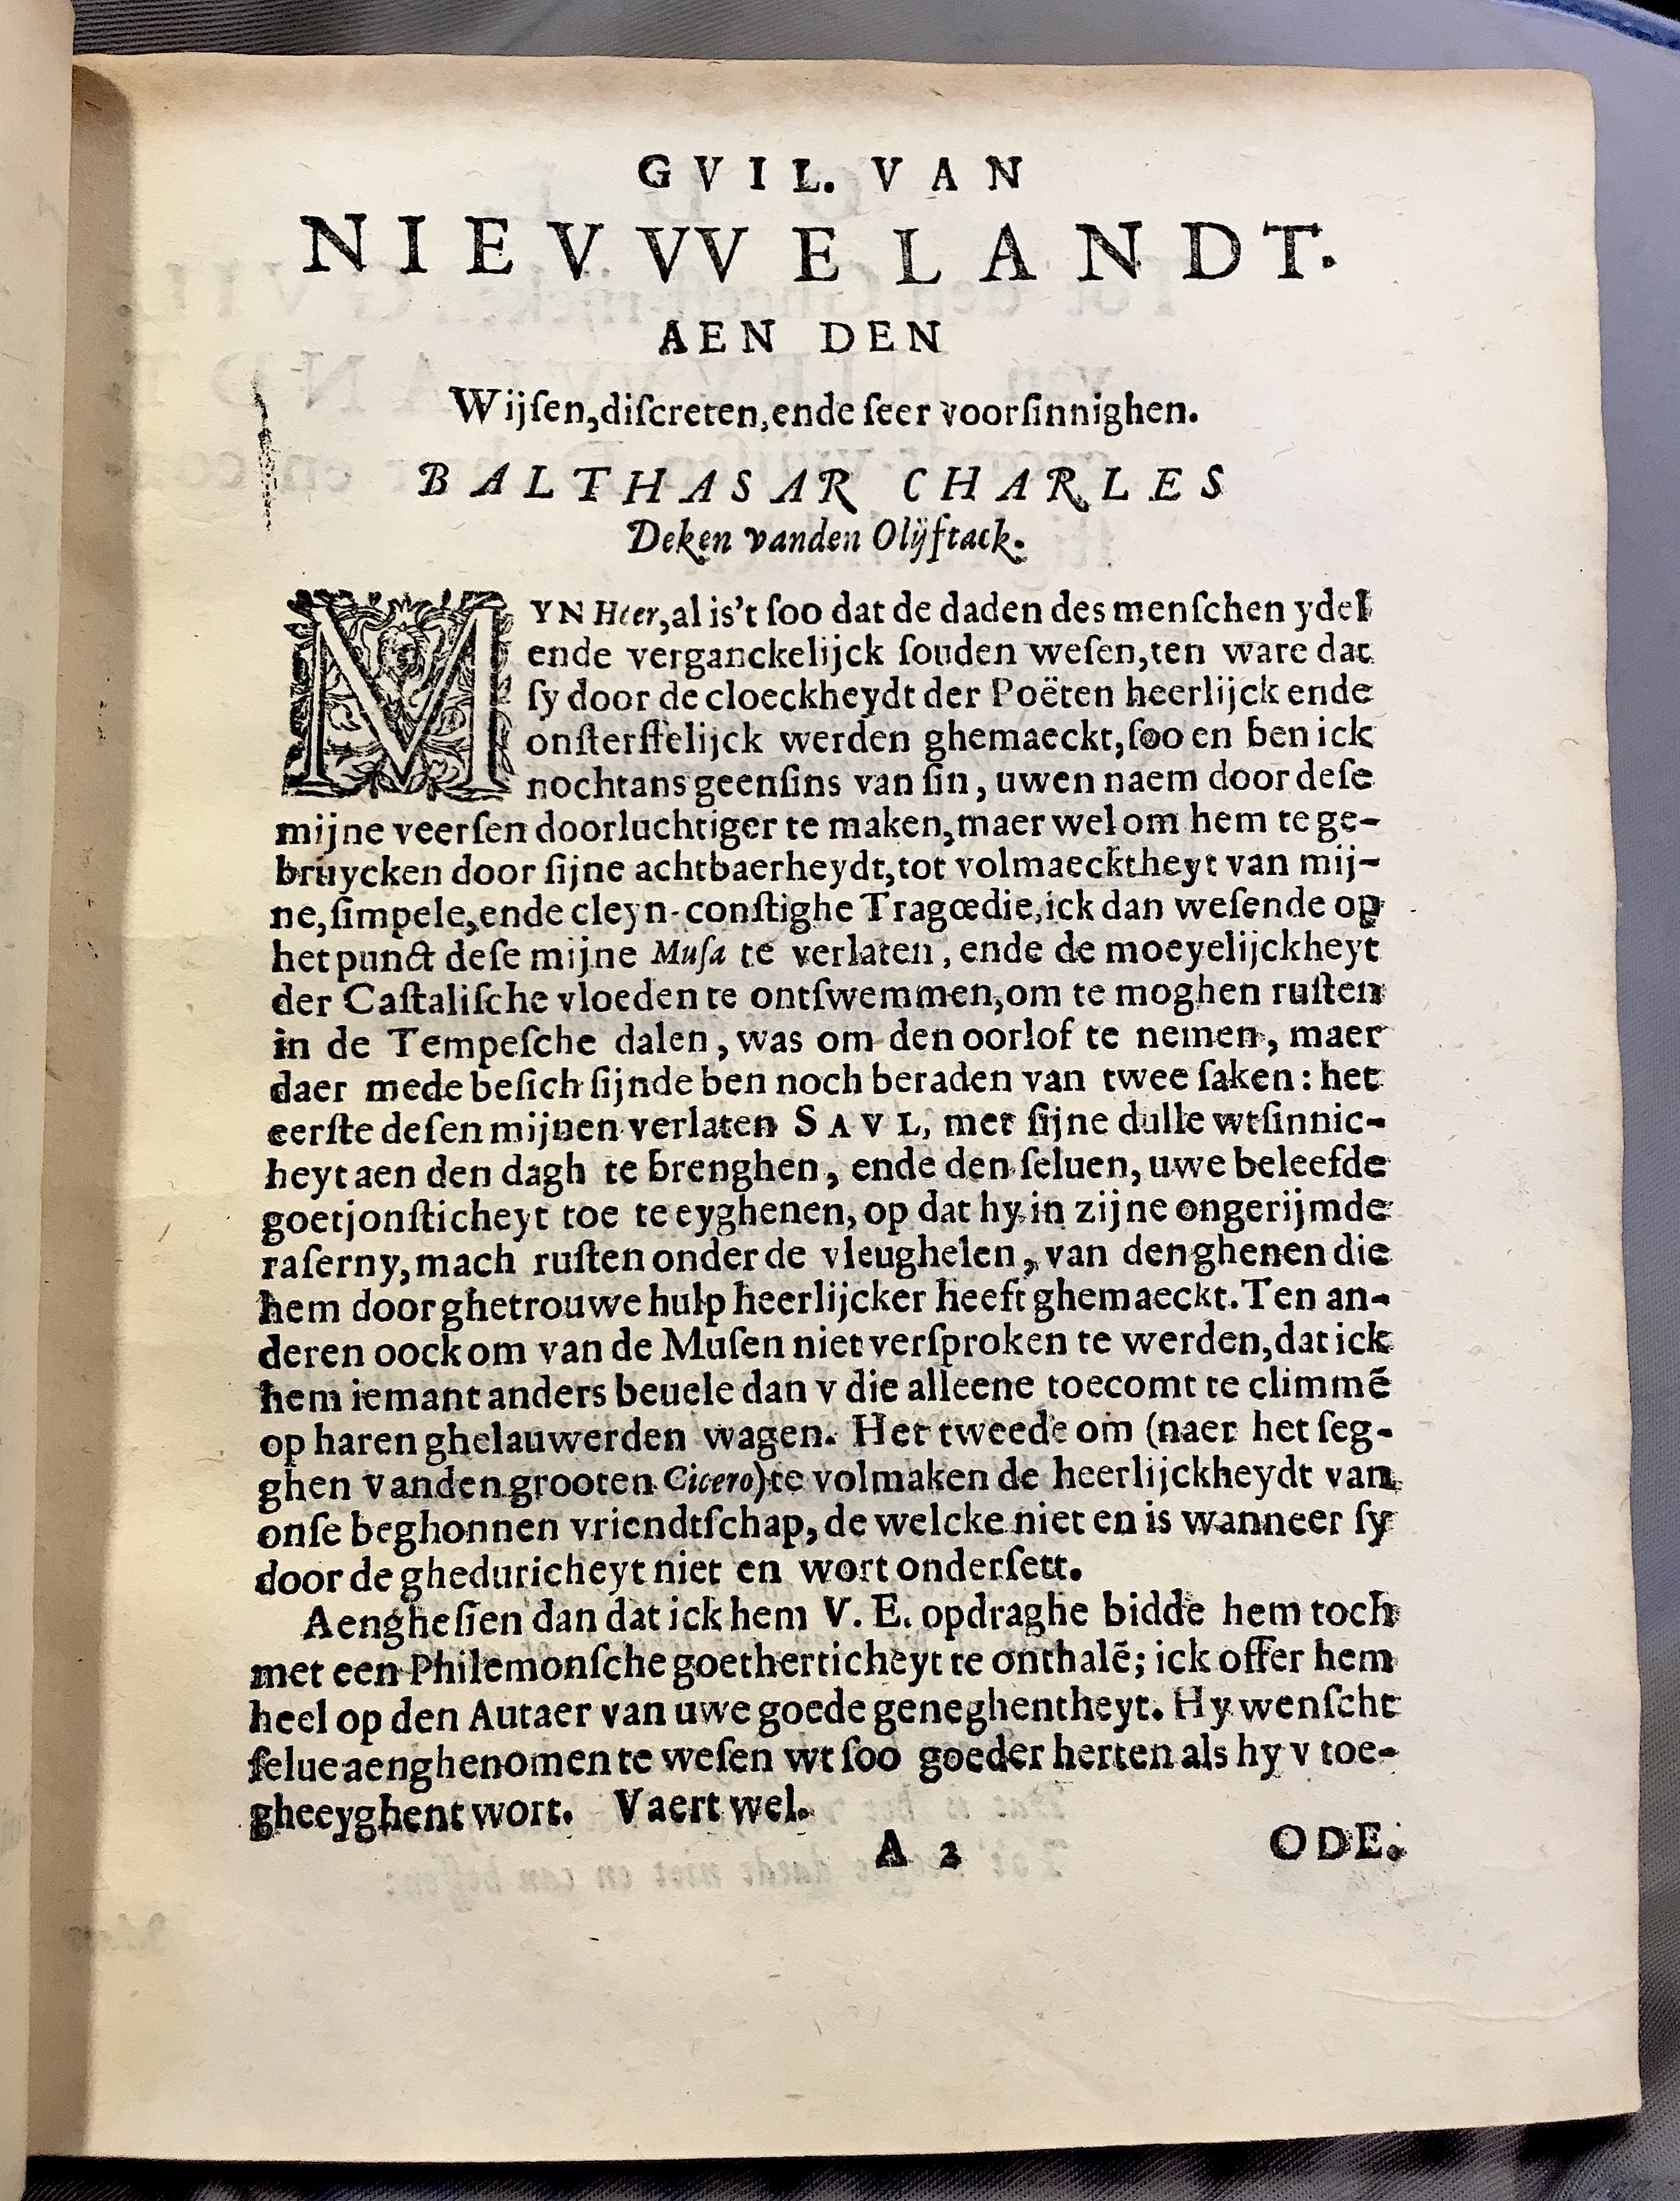 GVIL. VAN
NIEVVVELANDT.
AEN DEN
Wijſen,diſcreten,ende ſeer voorſinnighen.
BALTHASAR CHARLES
Deken vanden Olijftack.
MYN Heer,al is't ſoo dat de daden des menſchen ydel
ende verganckelijck ſouden weſen,ten ware dat
ſy door de cloeckheydt der Poëten heerlijck ende
onſterffelijck werden ghemaeckt,ſoo en ben ick
nochtans geenſins van ſin, uwen naem door deſe
mijne veerſen doorluchtiger te maken,maer wel om hem te ge-
bruycken door ſijne achtbaerheydt,tot volmaecktheyt van mij-
ne,ſimpele,ende cleyn-conſtighe Tragœdie,ick dan weſende op
het punct deſe mijne Muſa te verlaten, ende de moeyelijckheyt
der Caſtaliſche vloeden te ontſwemmen,om te moghen ruſten
in de Tempeſche dalen, was om den oorlof te nemen, maer
daer mede beſich ſijnde ben noch beraden van twee ſaken: het
eerſte deſen mijnen verlaten SAVL, met ſijne dulle wtſinnic-
heyt aen den dagh te brenghen, ende den ſeluen, uwe beleefde
goetjonſticheyt toe te eyghenen, op dat hy in zijne ongerijmde
raſerny,mach ruſten onder de vleughelen, van den ghenen die
hem door ghetrouwe hulp heerlijcker heeft ghemaeckt. Ten an-
deren oock om van de Muſen niet verſproken te werden,dat ick
hem iemant anders beuele dan v die alleene toecomt te climmē
op haren ghelauwerden wagen. Het tweede om (naer het ſeg-
ghen vanden grooten Cicero) te volmaken de heerlijckheydt van
onſe beghonnen vriendtſchap, de welcke niet en is wanneer ſy
door de gheduricheyt niet en wort onderſett.
Aengheſien dan dat ick hem V. E. opdraghe bidde hem toch
met een Philemonſche goetherticheyt te onthalē; ick offer hem
heel op den Autaer van uwe goede geneghentheyt. Hy wenſcht
ſelue aenghenomen te weſen wt ſoo goeder herten als hy v toe-
gheeyghent wort. Vaert wel.
A 2 ODE.